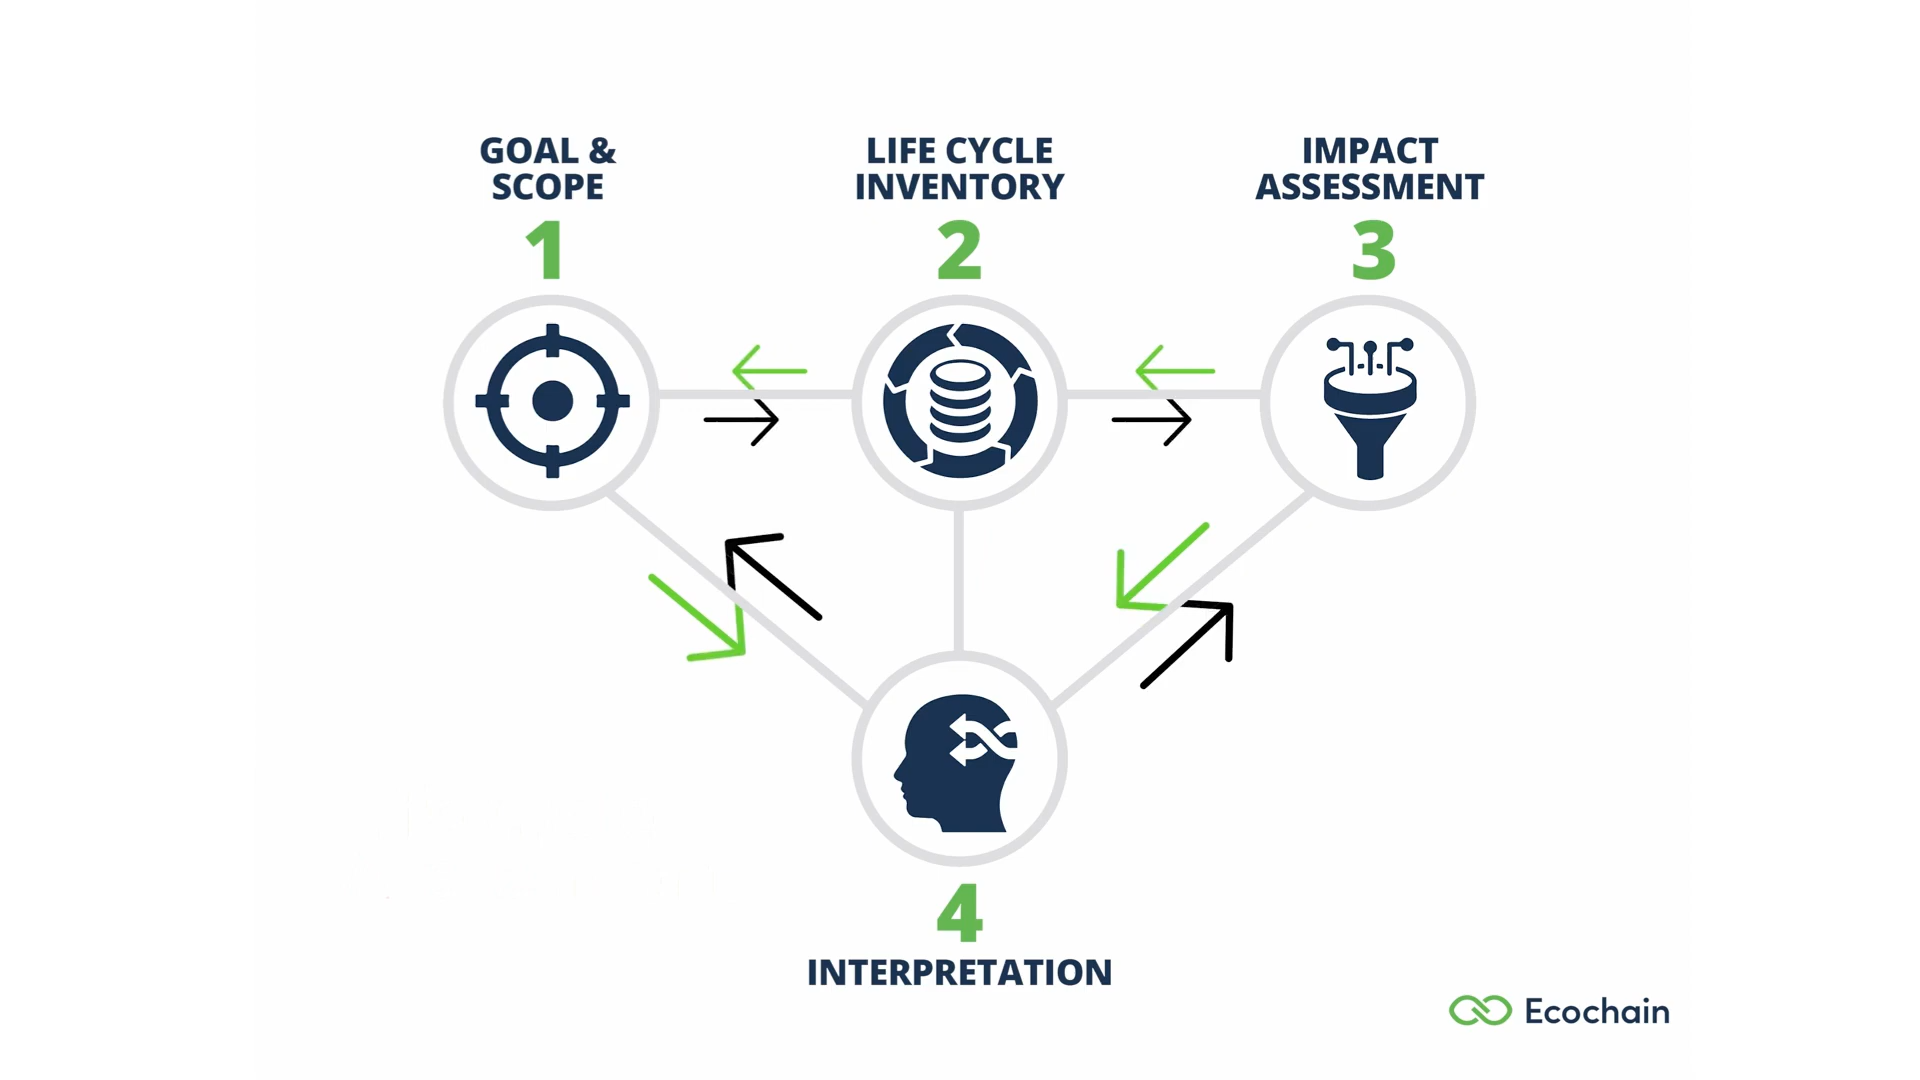 GOAL &
SCOPE
1
LIFE CYCLE
INVENTORY
2
IMPACT
ASSESSMENT
3
4
INTERPRETATION
Ecochain